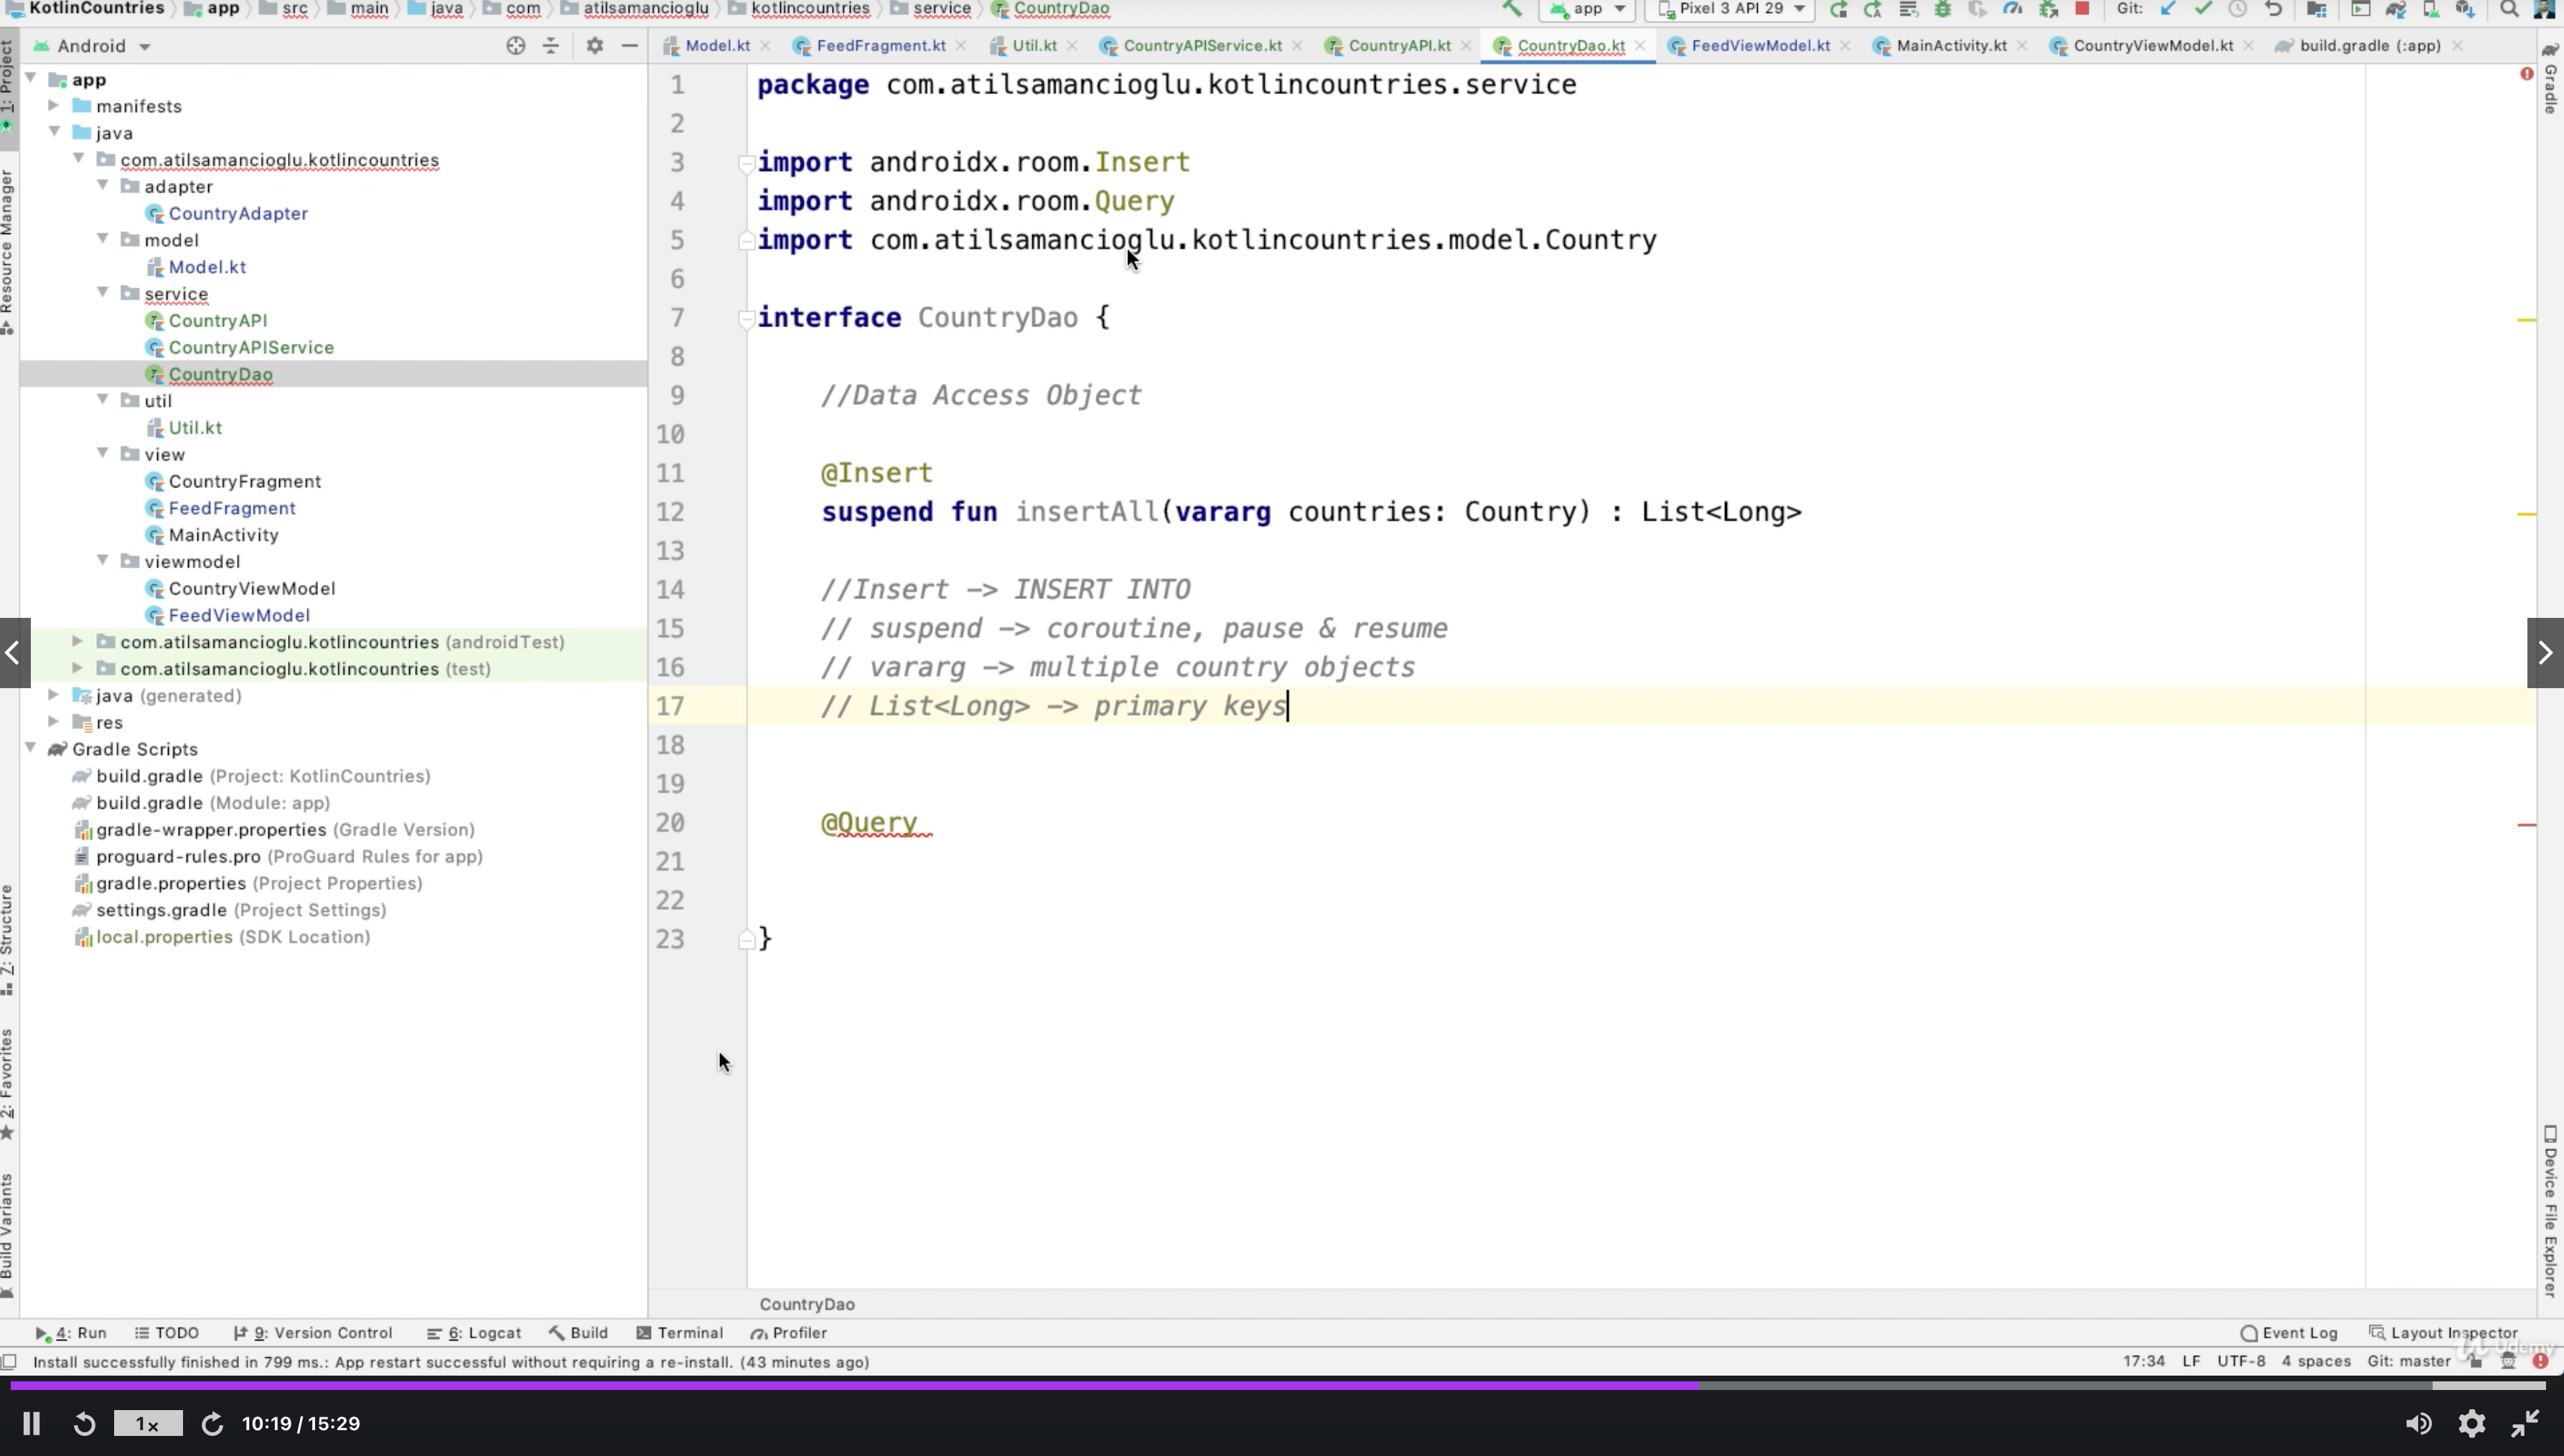 KotlinCountries app src main java com atilsamancioglu kotlincountries service CountryDao app Pixel 3 API 29 Git:
Android
Model.kt FeedFragment.kt Util.kt CountryAPIService.kt CountryAPI.kt CountryDao.kt FeedViewModel.kt MainActivity.kt CountryViewModel.kt build.gradle (:app)
1: Project
Resource Manager
7: Structure
2: Favorites
Build Variants
app
manifests
java
com.atilsamancioglu.kotlincountries
adapter
CountryAdapter
model
Model.kt
service
CountryAPI
CountryAPIService
CountryDao
util
Util.kt
view
CountryFragment
FeedFragment
MainActivity
viewmodel
CountryViewModel
FeedViewModel
com.atilsamancioglu.kotlincountries (androidTest)
com.atilsamancioglu.kotlincountries (test)
java (generated)
res
Gradle Scripts
build.gradle (Project: KotlinCountries)
build.gradle (Module: app)
gradle-wrapper.properties (Gradle Version)
proguard-rules.pro (ProGuard Rules for app)
gradle.properties (Project Properties)
settings.gradle (Project Settings)
local.properties (SDK Location)
1 package com.atilsamancioglu.kotlincountries.service
2
3 import androidx.room.Insert
4 import androidx.room.Query
5 import com.atilsamancioglu.kotlincountries.model.Country
6
7 interface CountryDao {
8
9 //Data Access Object
10
11 @Insert
12 suspend fun insertAll(vararg countries: Country) : List<Long>
13
14 //Insert -> INSERT INTO
15 // suspend -> coroutine, pause & resume
16 // vararg -> multiple country objects
17 // List<Long> -> primary keys
18
19
20 @Query
21
22
23 }
Gradle
Device File Explorer
CountryDao
4: Run TODO 9: Version Control 6: Logcat Build Terminal Profiler Event Log Layout Inspector
Udemy
Install successfully finished in 799 ms.: App restart successful without requiring a re-install. (43 minutes ago) 17:34 LF UTF-8 4 spaces Git: master
1x 10:19 / 15:29